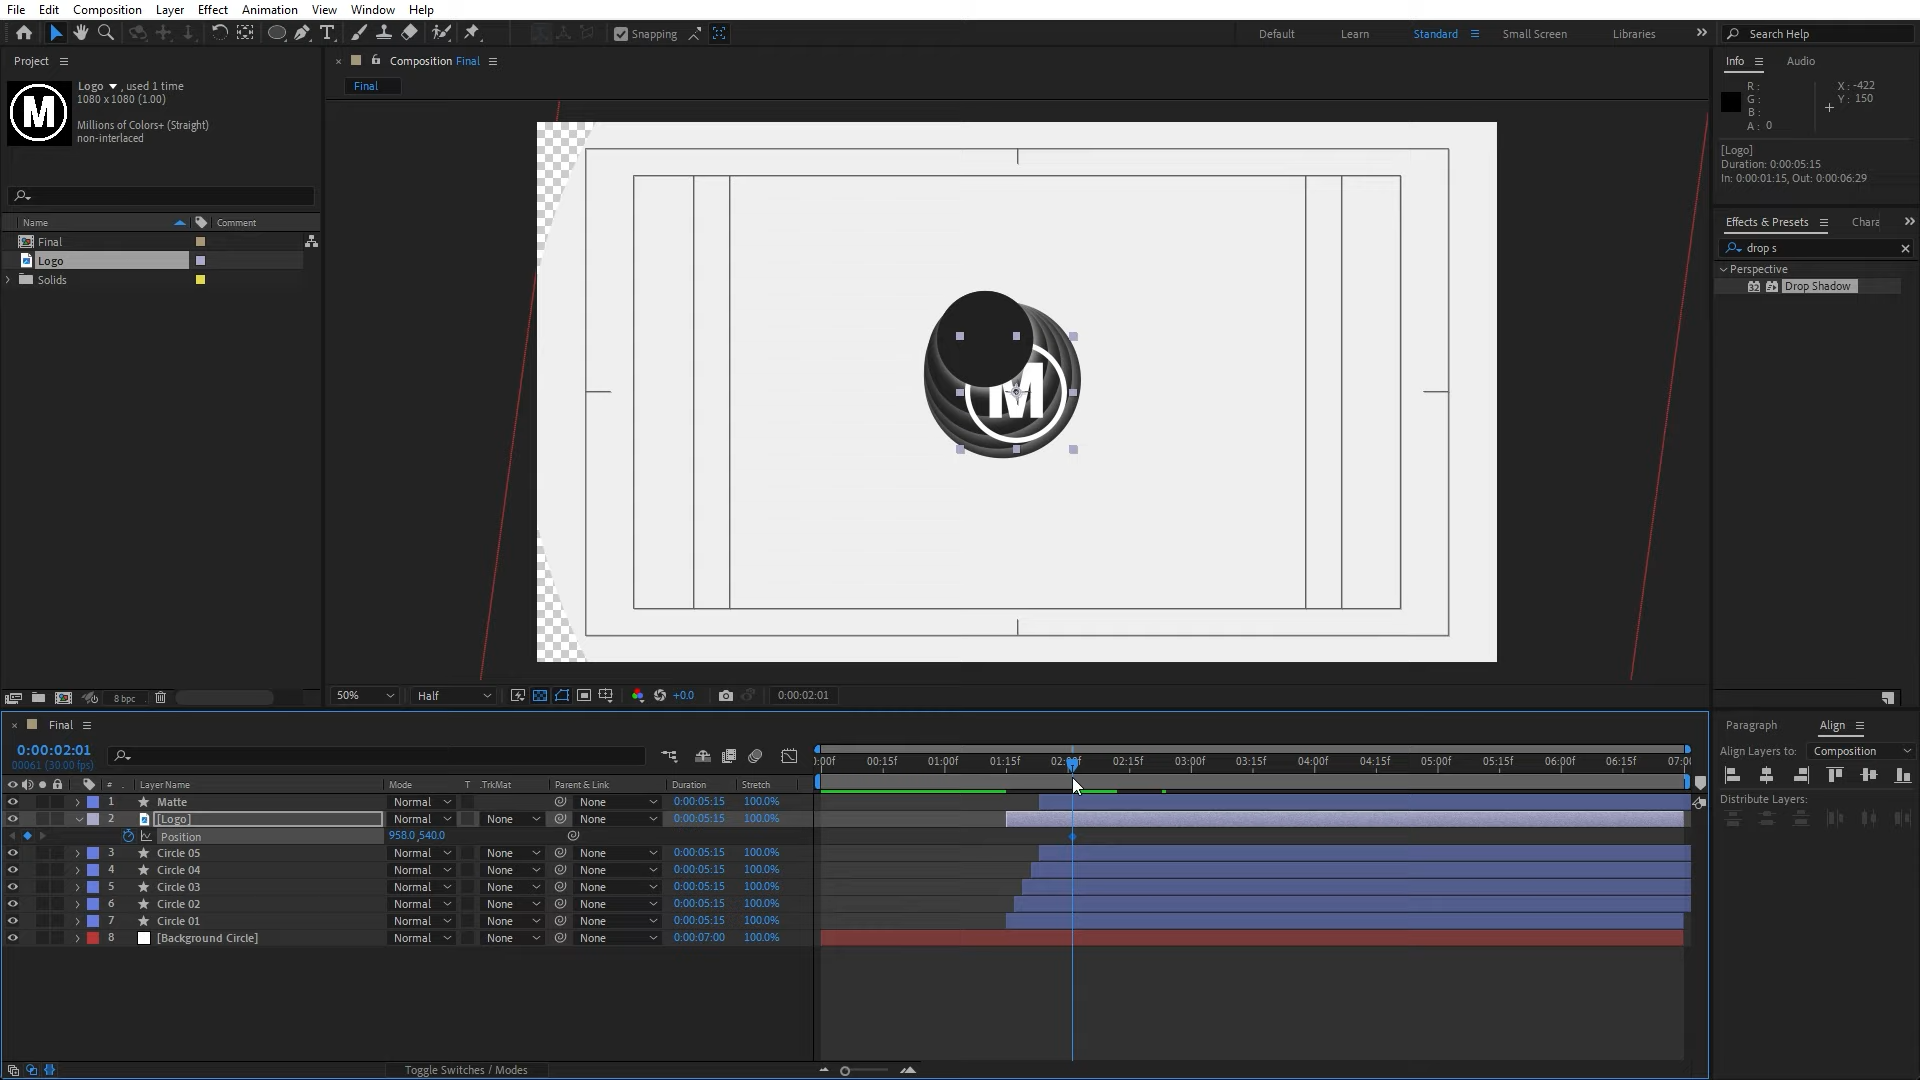 File Edit Composition Layer Effect Animation View Window Help
Snapping
Default Learn Standard Small Screen Libraries
Search Help
Project
Logo , used 1 time
1080 x 1080 (1.00)
Millions of Colors+ (Straight)
non-interlaced
M
Name Comment
Final
Logo
Solids
8 bpc
Composition Final
Final
M
50% Half +0.0 0:00:02:01
Info Audio
R :
G :
B :
A : 0
X : -422
Y : 150
[Logo]
Duration: 0:00:05:15
In: 0:00:01:15, Out: 0:00:06:29
Effects & Presets Chara
drop s
Perspective
Drop Shadow
Paragraph Align
Align Layers to: Composition
Distribute Layers:
Final
0:00:02:01
00061 (30.00 fps)
:00f 00:15f 01:00f 01:15f 02:00f 02:15f 03:00f 03:15f 04:00f 04:15f 05:00f 05:15f 06:00f 06:15f 07:0
# . Layer Name Mode T .TrkMat Parent & Link Duration Stretch
1 Matte Normal None 0:00:05:15 100.0%
2 [Logo] Normal None None 0:00:05:15 100.0%
Position 958.0,540.0
3 Circle 05 Normal None None 0:00:05:15 100.0%
4 Circle 04 Normal None None 0:00:05:15 100.0%
5 Circle 03 Normal None None 0:00:05:15 100.0%
6 Circle 02 Normal None None 0:00:05:15 100.0%
7 Circle 01 Normal None None 0:00:05:15 100.0%
8 [Background Circle] Normal None None 0:00:07:00 100.0%
Toggle Switches / Modes